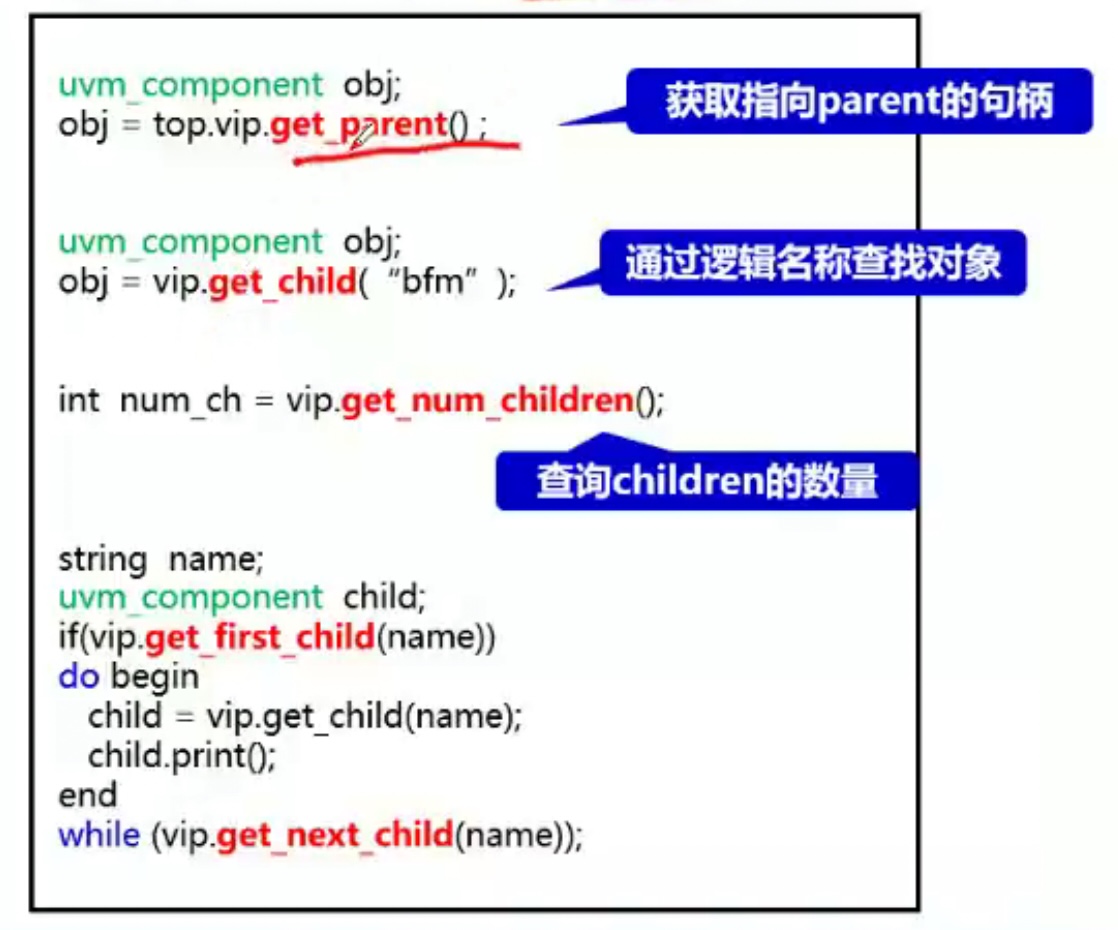 uvm_component obj;
obj = top.vip.get_parent() ;
获取指向parent的句柄
uvm_component obj;
obj = vip.get_child( “bfm” );
通过逻辑名称查找对象
int num_ch = vip.get_num_children();
查询children的数量
string name;
uvm_component child;
if(vip.get_first_child(name))
do begin
child = vip.get_child(name);
child.print();
end
while (vip.get_next_child(name));